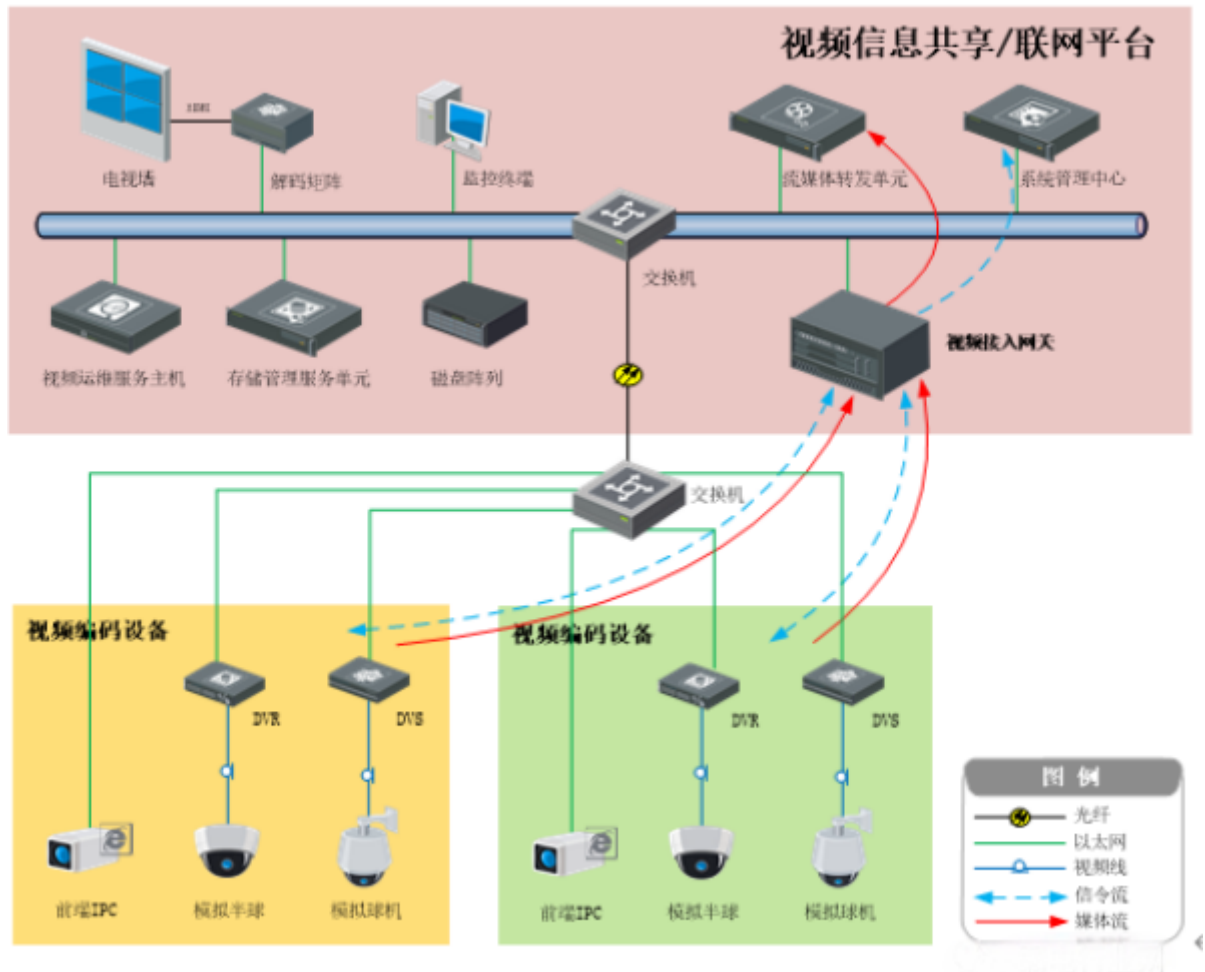 视频信息共享/联网平台
电视墙
解码矩阵
监控终端
流媒体转发单元
系统管理中心
交换机
视频运维服务主机
存储管理服务单元
磁盘阵列
视频接入网关
交换机
视频编码设备
DVR
DVS
前端IPC
模拟半球
模拟球机
视频编码设备
DVR
DVS
前端IPC
模拟半球
模拟球机
图 例
光纤
以太网
视频线
信令流
媒体流